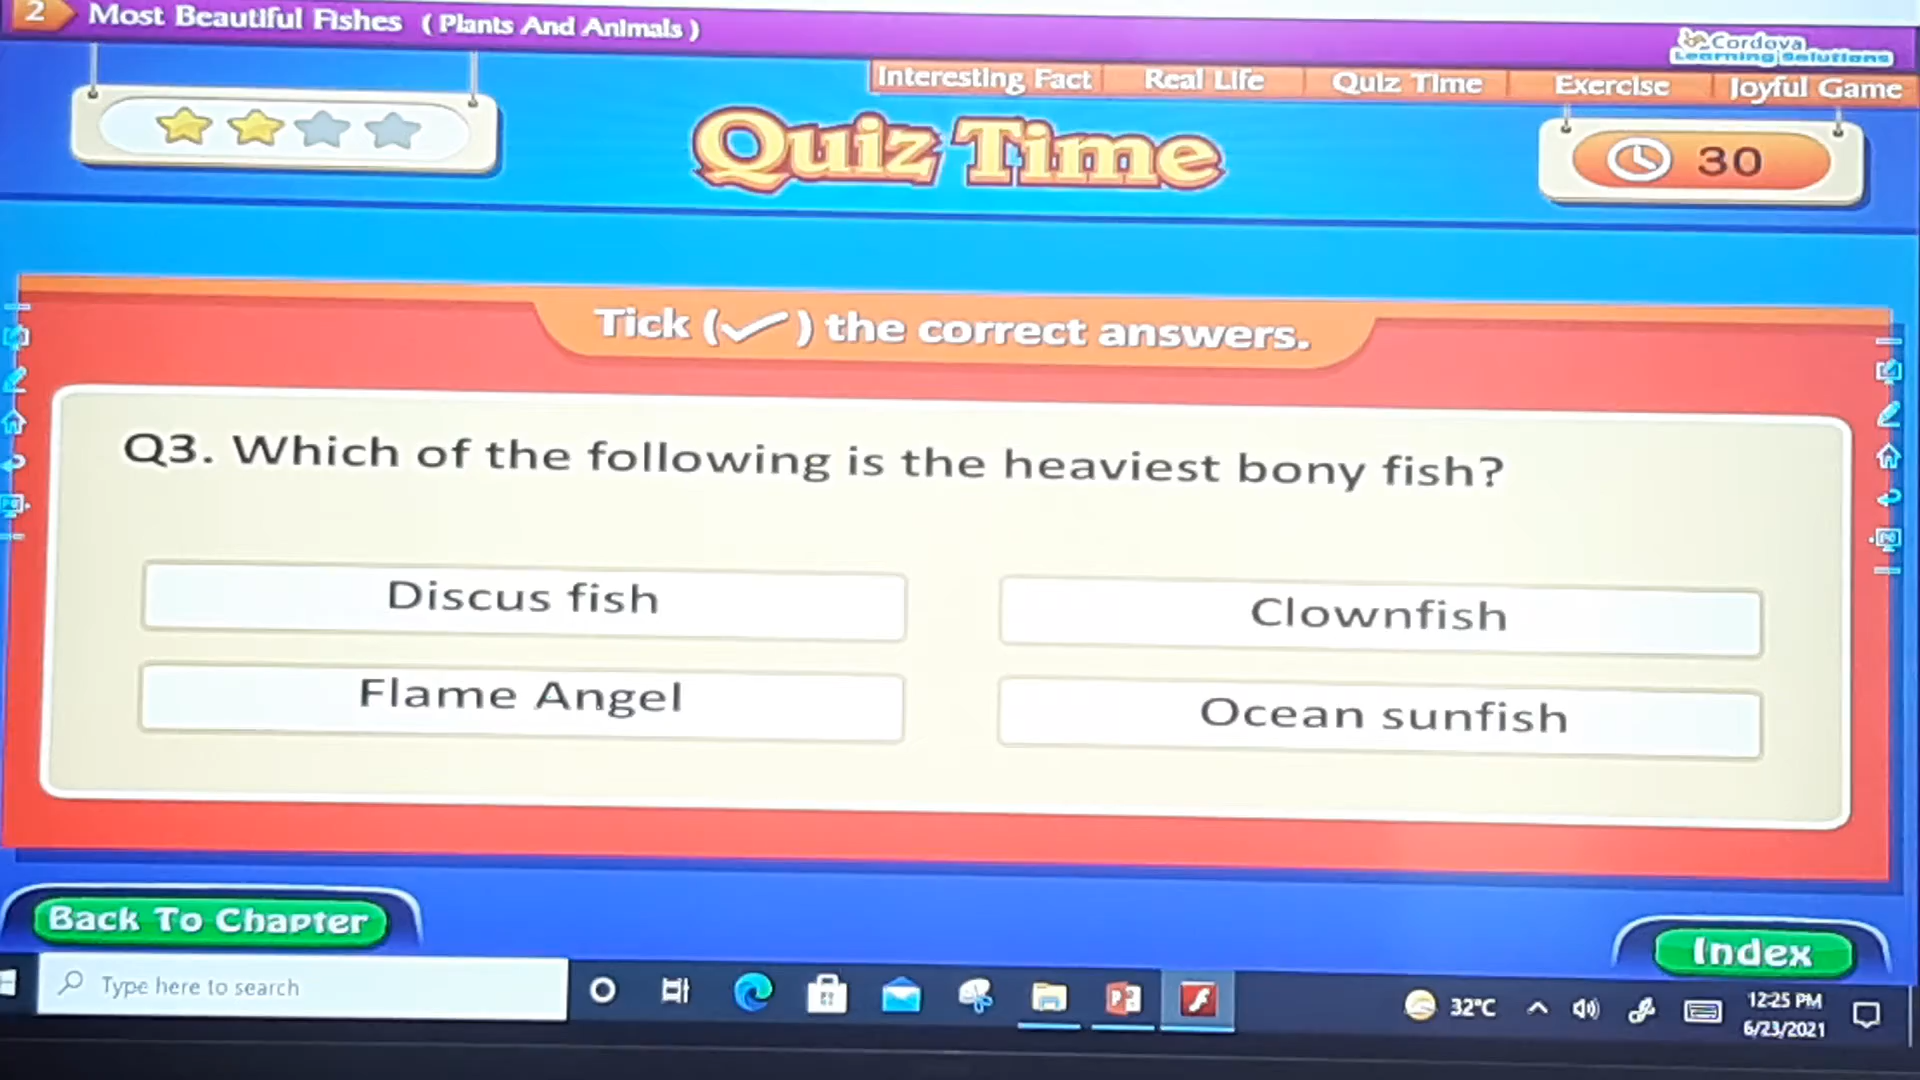 2 Most Beautiful Fishes (Plants And Animals)
Cordova
Learning Solutions
Interesting Fact Real Life Quiz Time Exercise Joyful Game
Quiz Time
30
Tick (✓) the correct answers.
Q3. Which of the following is the heaviest bony fish?
Discus fish
Clownfish
Flame Angel
Ocean sunfish
Back To Chapter
Index
Type here to search
32°C
12:25 PM
6/23/2021